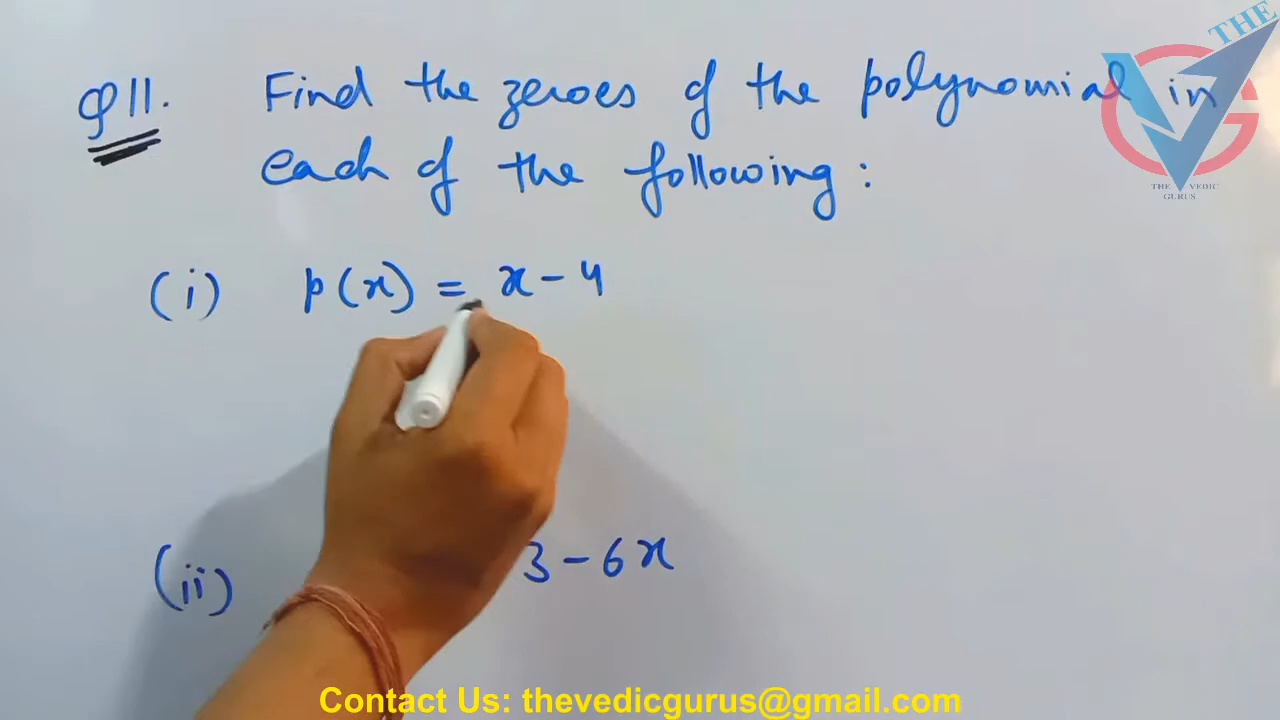 THE
Q11. Find the zeroes of the polynomial in
each of the following:
THE VEDIC
GURUS
(i) p(x) = x - 4
(ii) 3 - 6x
Contact Us: thevedicgurus@gmail.com